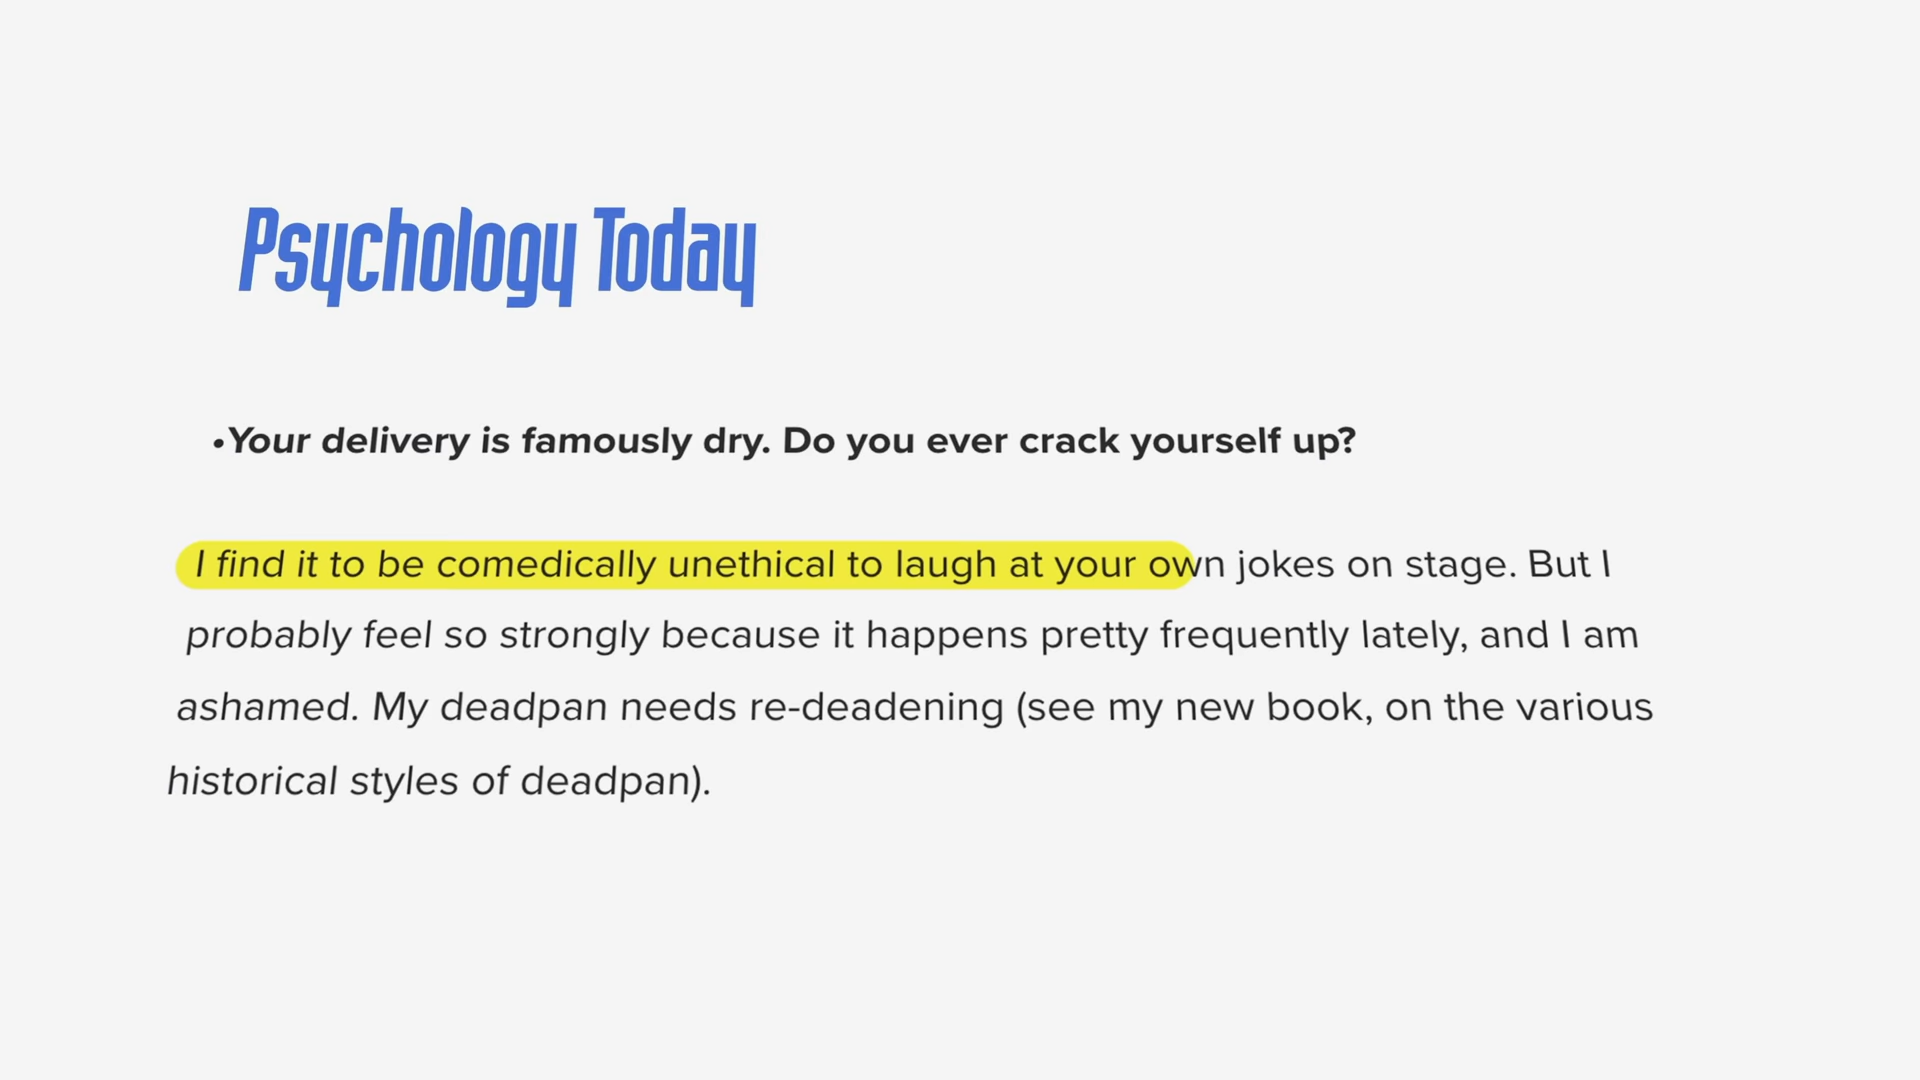 Psychology Today
•Your delivery is famously dry. Do you ever crack yourself up?
I find it to be comedically unethical to laugh at your own jokes on stage. But I
probably feel so strongly because it happens pretty frequently lately, and I am
ashamed. My deadpan needs re-deadening (see my new book, on the various
historical styles of deadpan).